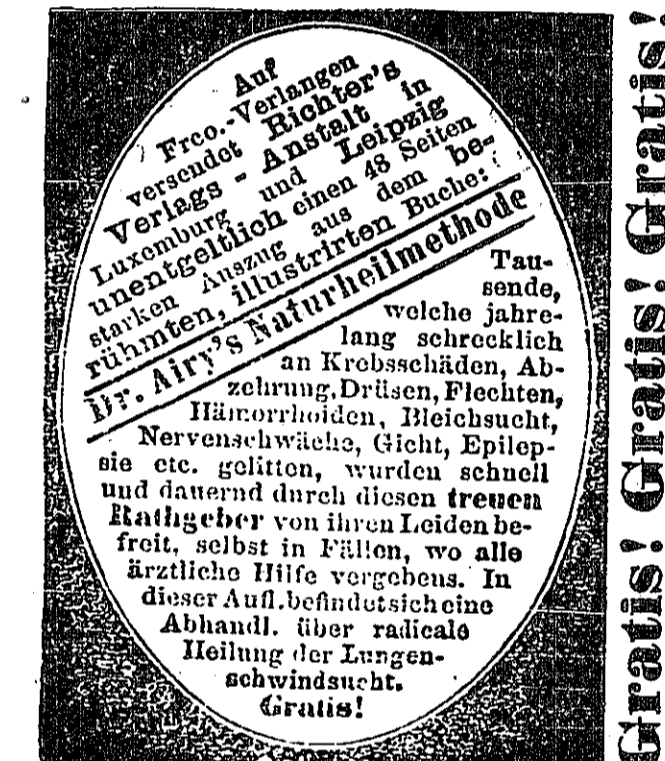 Auf
Frco.-Verlangen
versendet Richter's
Verlags-Anstalt in
Luxemburg und Leipzig
unentgeltlich einen 48 Seiten
starken Auszug aus dem be-
rühmten, illustrirten Buche:
Dr. Airy's Naturheilmethode
Tau-
sende,
welche jahre-
lang schrecklich
an Krebsschäden, Ab-
zehrung, Drüsen, Flechten,
Hämorrhoiden, Bleichsucht,
Nervenschwäche, Gicht, Epilep-
sie etc. gelitten, wurden schnell
und dauernd durch diesen treuen
Rathgeber von ihren Leiden be-
freit, selbst in Fällen, wo alle
ärztliche Hilfe vergebens. In
dieser Aufl. befindet sich eine
Abhandl. über radicale
Heilung der Lungen-
schwindsucht.
Gratis!
Gratis! Gratis! Gratis!